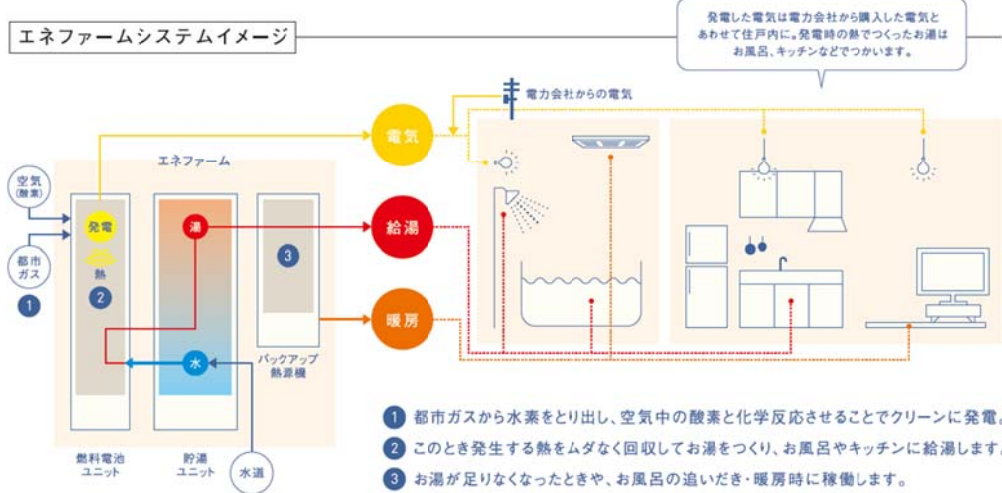 エネファームシステムイメージ
発電した電気は電力会社から購入した電気と
あわせて住戸内に。発電時の熱でつくったお湯は
お風呂、キッチンなどでつかいます。
電力会社からの電気
電気
エネファーム
空気
(酸素)
発電
湯
給湯
都市
ガス
熱
3
2
1
暖房
水
バックアップ
熱源機
燃料電池
ユニット
貯湯
ユニット
水道
1 都市ガスから水素をとり出し、空気中の酸素と化学反応させることでクリーンに発電。
2 このとき発生する熱をムダなく回収してお湯をつくり、お風呂やキッチンに給湯します。
3 お湯が足りなくなったときや、お風呂の追いだき・暖房時に稼働します。